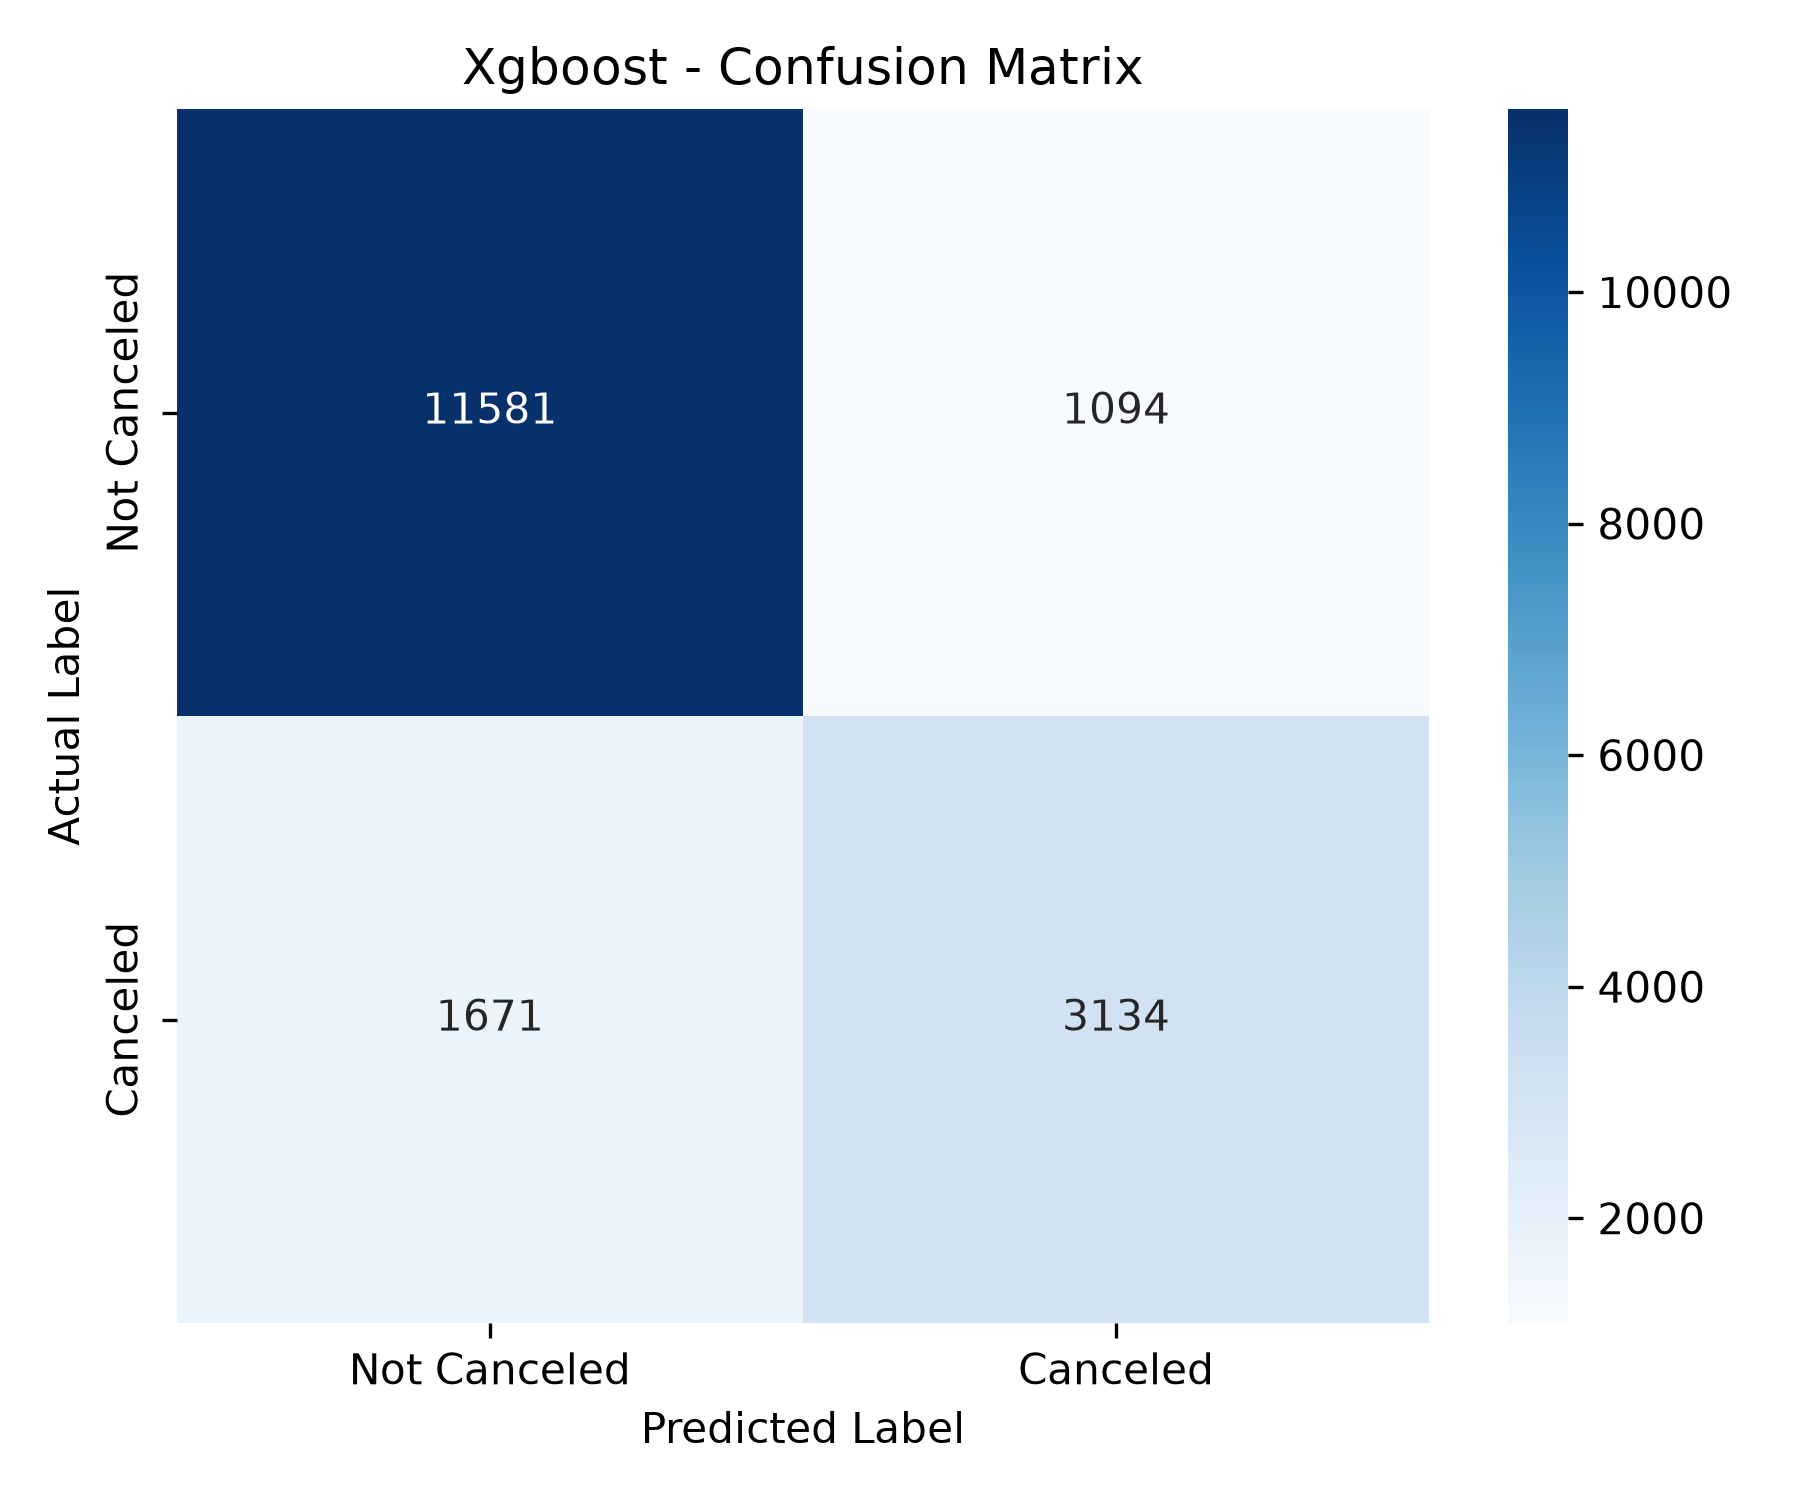 Xgboost - Confusion Matrix
Actual Label
Not Canceled
Canceled
11581
1094
1671
3134
Not Canceled
Canceled
Predicted Label
10000
8000
6000
4000
2000